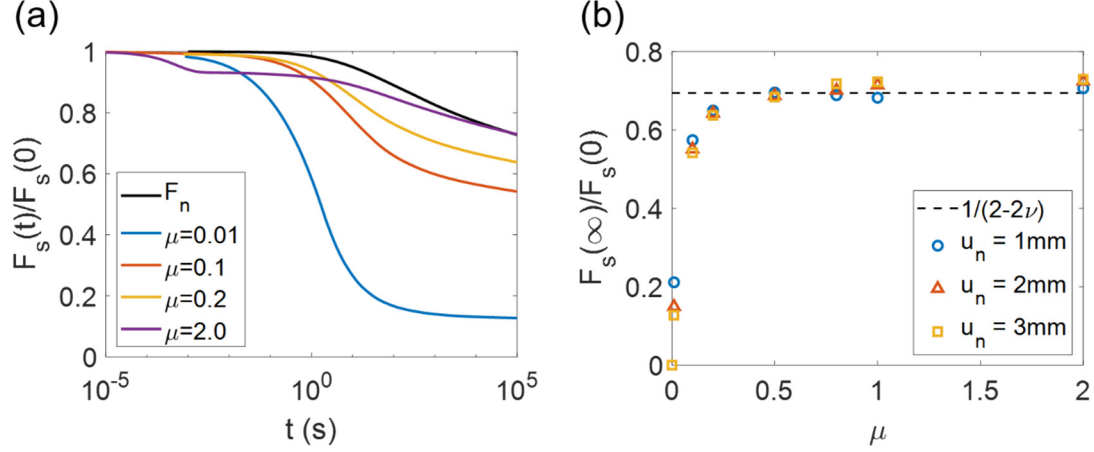 (a)
1
0.8
0.6
0.4
0.2
0
F_s(t)/F_s(0)
F_n
μ=0.01
μ=0.1
μ=0.2
μ=2.0
10^-5
10^0
10^5
t (s)
(b)
0.8
0.6
0.4
0.2
0
F_s(∞)/F_s(0)
1/(2-2ν)
u_n = 1mm
u_n = 2mm
u_n = 3mm
0
0.5
1
1.5
2
μ